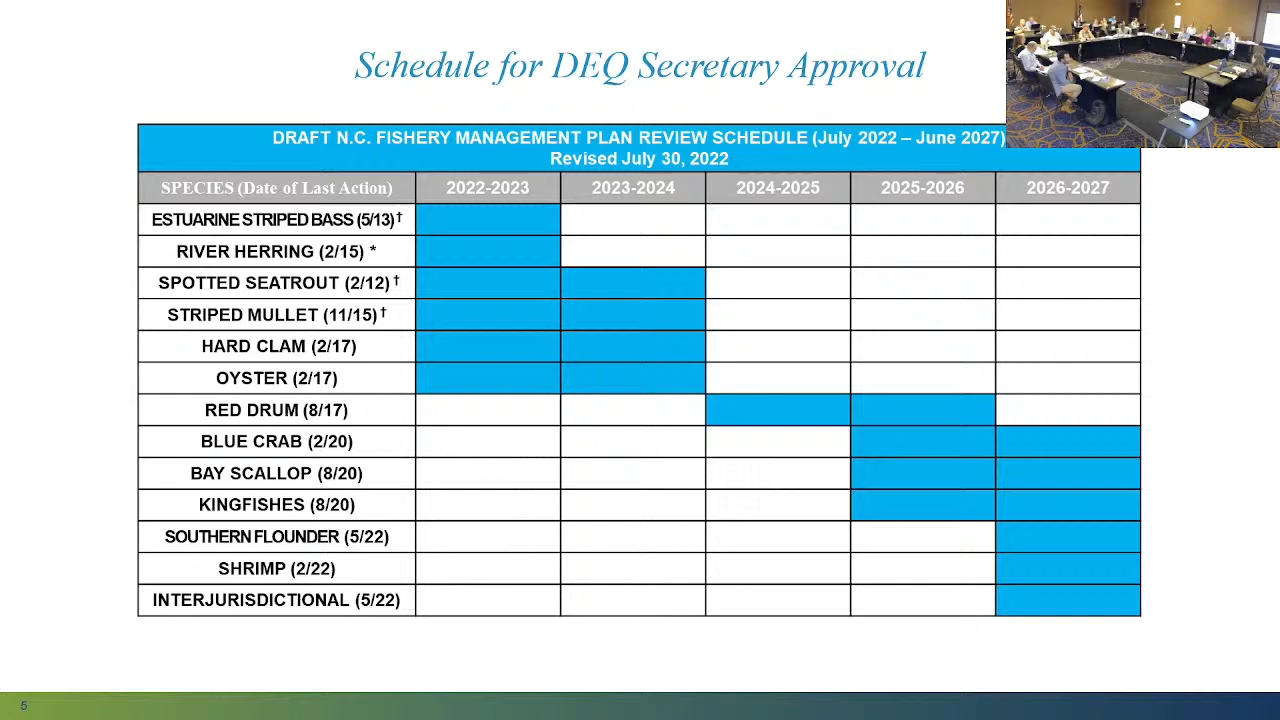 Schedule for DEQ Secretary Approval
DRAFT N.C. FISHERY MANAGEMENT PLAN REVIEW SCHEDULE (July 2022 – June 2027)
Revised July 30, 2022
SPECIES (Date of Last Action) 2022-2023 2023-2024 2024-2025 2025-2026 2026-2027
ESTUARINE STRIPED BASS (5/13) †
RIVER HERRING (2/15) *
SPOTTED SEATROUT (2/12) †
STRIPED MULLET (11/15) †
HARD CLAM (2/17)
OYSTER (2/17)
RED DRUM (8/17)
BLUE CRAB (2/20)
BAY SCALLOP (8/20)
KINGFISHES (8/20)
SOUTHERN FLOUNDER (5/22)
SHRIMP (2/22)
INTERJURISDICTIONAL (5/22)
5